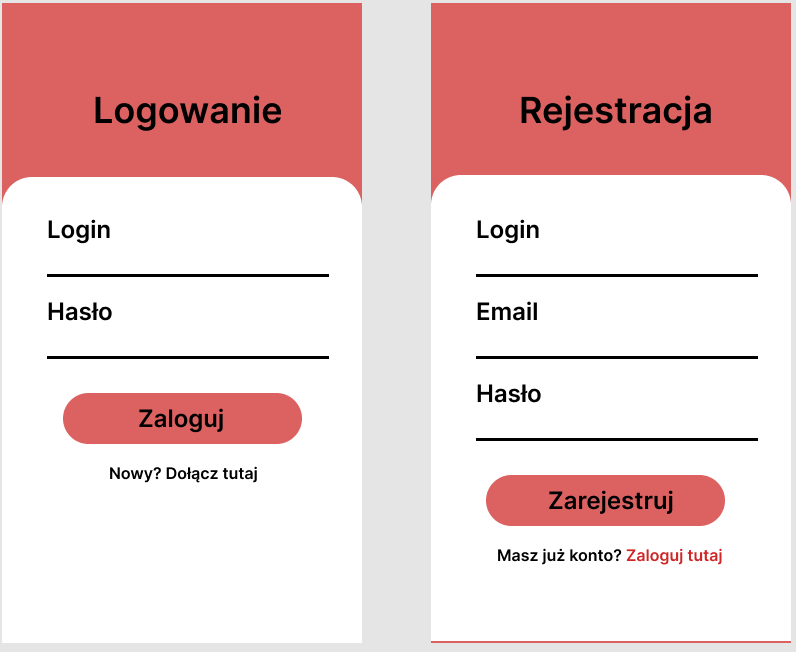 Logowanie
Login
Hasło
Zaloguj
Nowy? Dołącz tutaj
Rejestracja
Login
Email
Hasło
Zarejestruj
Masz już konto? Zaloguj tutaj